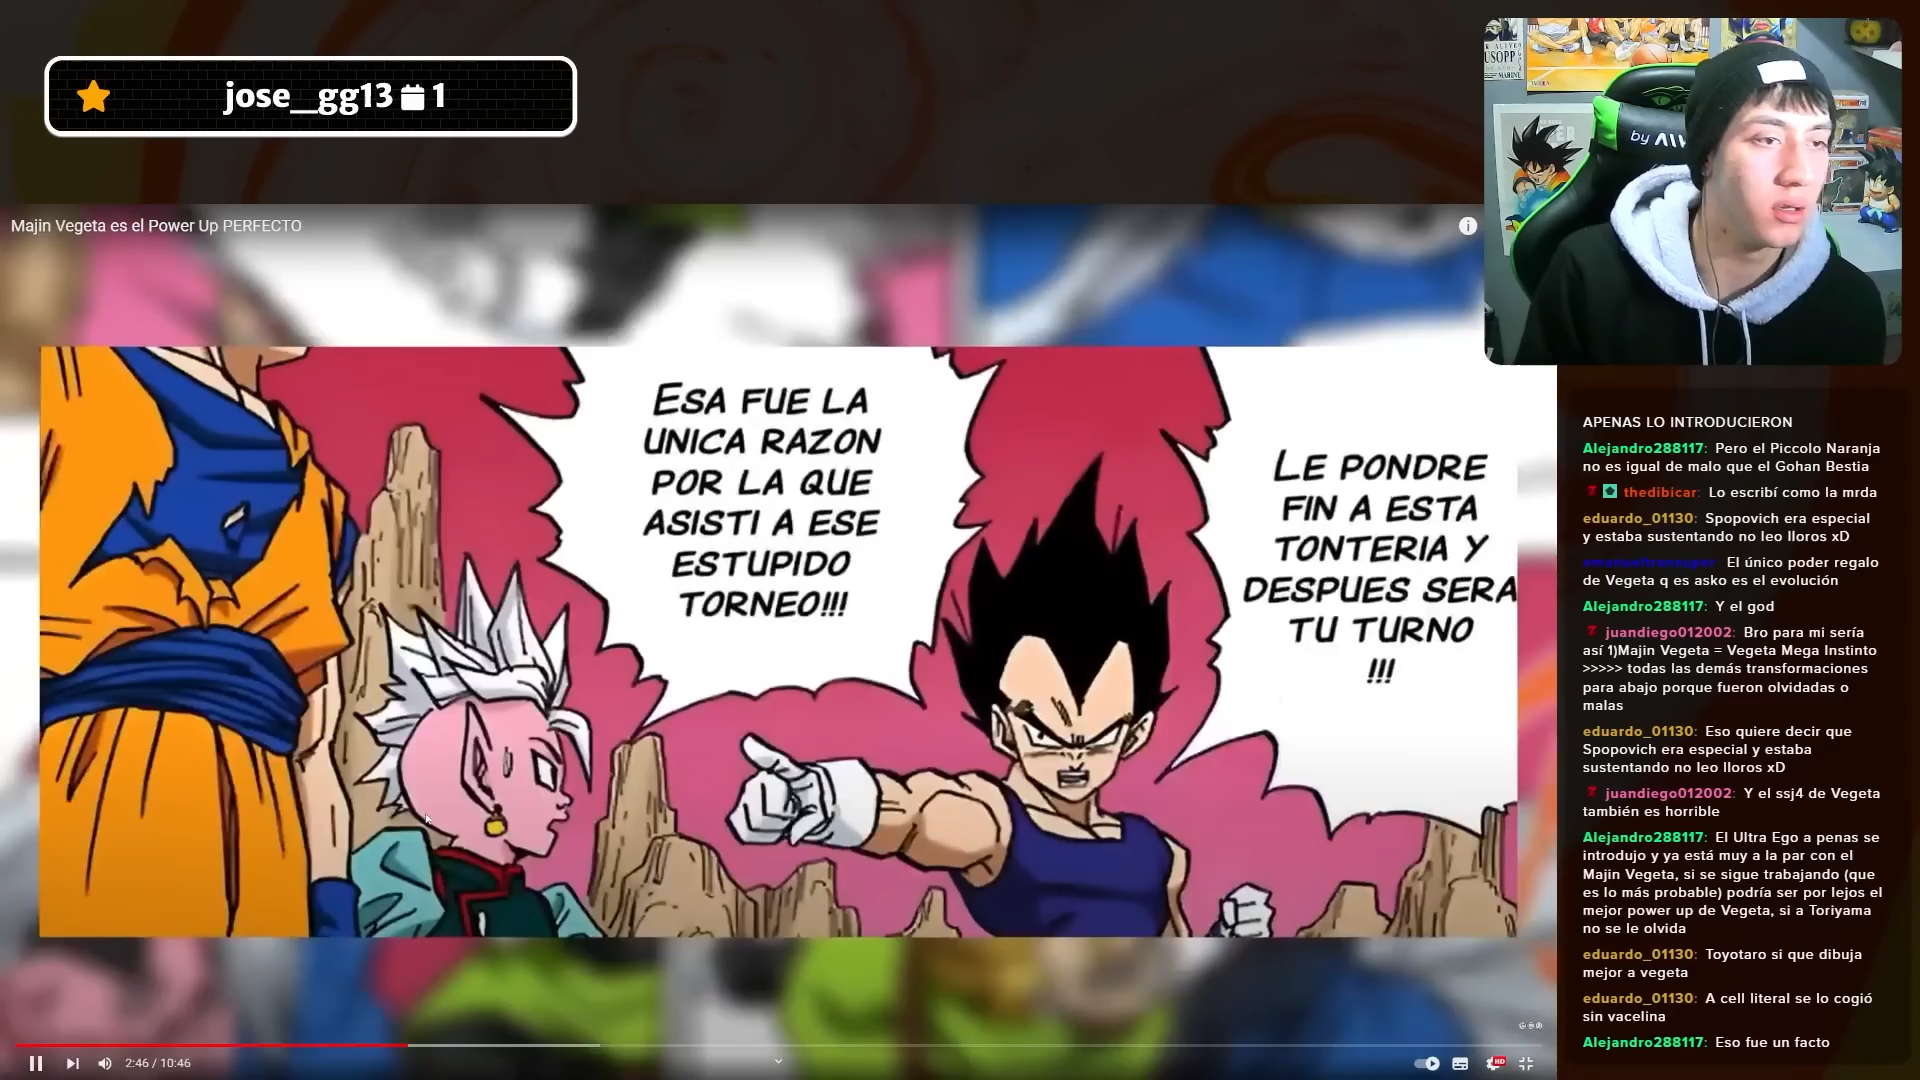 jose__gg13 1
Majin Vegeta es el Power Up PERFECTO
ESA FUE LA
UNICA RAZON
POR LA QUE
ASISTI A ESE
ESTUPIDO
TORNEO!!!
LE PONDRE
FIN A ESTA
TONTERIA Y
DESPUES SERA
TU TURNO
!!!
2:46 / 10:46
HD
USOPP
MARINE
by
APENAS LO INTRODUCIERON
Alejandro288117: Pero el Piccolo Naranja
no es igual de malo que el Gohan Bestia
thedibicar: Lo escribí como la mrda
eduardo_01130: Spopovich era especial
y estaba sustentando no leo lloros xD
El único poder regalo
de Vegeta q es asko es el evolución
Alejandro288117: Y el god
juandiego012002: Bro para mi sería
así 1)Majin Vegeta = Vegeta Mega Instinto
>>>>> todas las demás transformaciones
para abajo porque fueron olvidadas o
malas
eduardo_01130: Eso quiere decir que
Spopovich era especial y estaba
sustentando no leo lloros xD
juandiego012002: Y el ssj4 de Vegeta
también es horrible
Alejandro288117: El Ultra Ego a penas se
introdujo y ya está muy a la par con el
Majin Vegeta, si se sigue trabajando (que
es lo más probable) podría ser por lejos el
mejor power up de Vegeta, si a Toriyama
no se le olvida
eduardo_01130: Toyotaro si que dibuja
mejor a vegeta
eduardo_01130: A cell literal se lo cogió
sin vacelina
Alejandro288117: Eso fue un facto